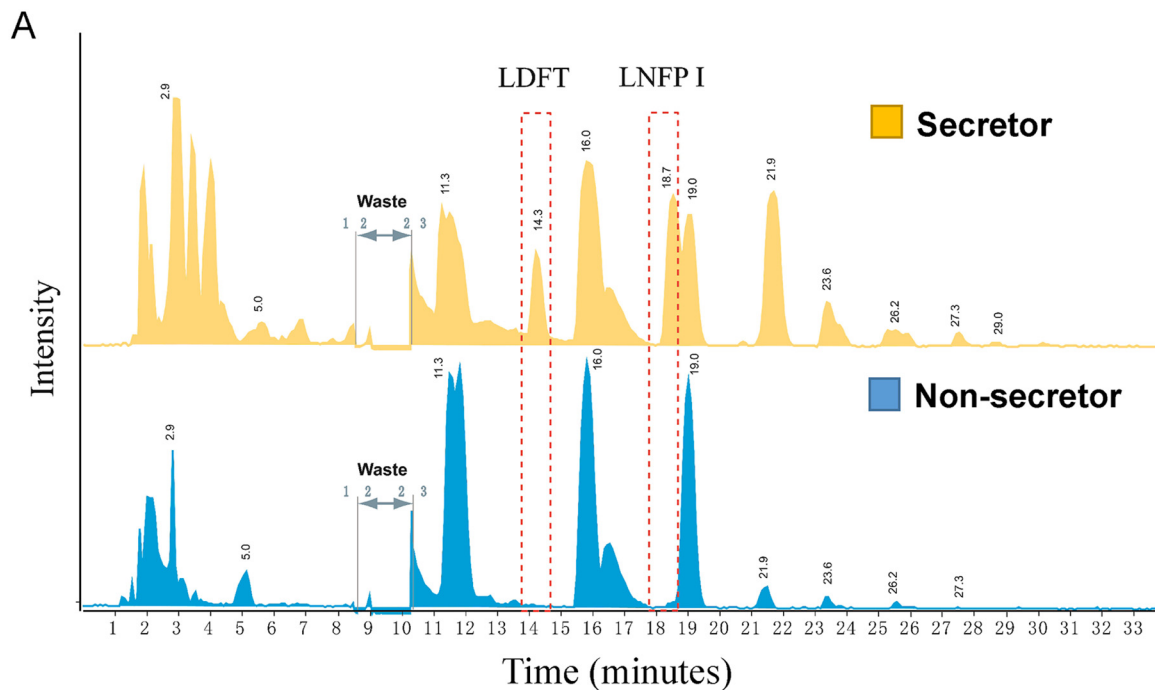 A
LDFT
LNFP I
Secretor
2.9
5.0
Waste
1 2 2 3
11.3
14.3
16.0
18.7
19.0
21.9
23.6
26.2
27.3
29.0
Intensity
Non-secretor
2.9
5.0
Waste
1 2 2 3
11.3
16.0
19.0
21.9
23.6
26.2
27.3
1 2 3 4 5 6 7 8 9 10 11 12 13 14 15 16 17 18 19 20 21 22 23 24 25 26 27 28 29 30 31 32 33
Time (minutes)